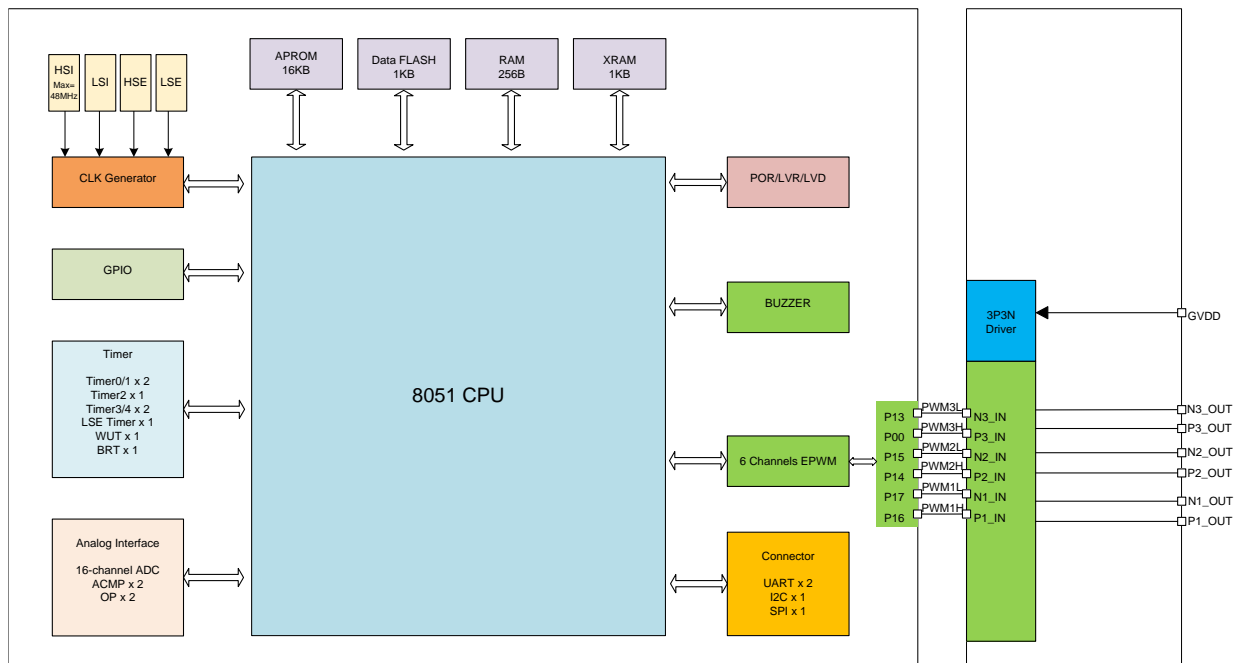 HSI
Max=
48MHz
LSI
HSE
LSE
APROM
16KB
Data FLASH
1KB
RAM
256B
XRAM
1KB
CLK Generator
POR/LVR/LVD
GPIO
BUZZER
3P3N
Driver
GVDD
Timer
Timer0/1 x 2
Timer2 x 1
Timer3/4 x 2
LSE Timer x 1
WUT x 1
BRT x 1
8051 CPU
6 Channels EPWM
P13
PWM3L
N3_IN
N3_OUT
P00
PWM3H
P3_IN
P3_OUT
P15
PWM2L
N2_IN
N2_OUT
P14
PWM2H
P2_IN
P2_OUT
P17
PWM1L
N1_IN
N1_OUT
P16
PWM1H
P1_IN
P1_OUT
Analog Interface
16-channel ADC
ACMP x 2
OP x 2
Connector
UART x 2
I2C x 1
SPI x 1